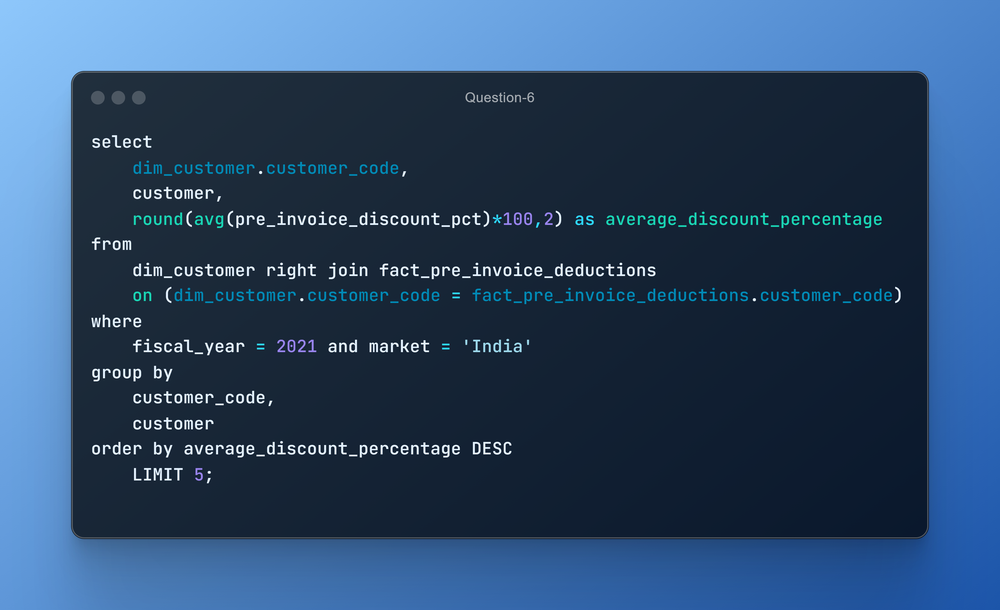 Question-6
select
    dim_customer.customer_code,
    customer,
    round(avg(pre_invoice_discount_pct)*100,2) as average_discount_percentage
from
    dim_customer right join fact_pre_invoice_deductions
    on (dim_customer.customer_code = fact_pre_invoice_deductions.customer_code)
where
    fiscal_year = 2021 and market = 'India'
group by
    customer_code,
    customer
order by average_discount_percentage DESC
    LIMIT 5;